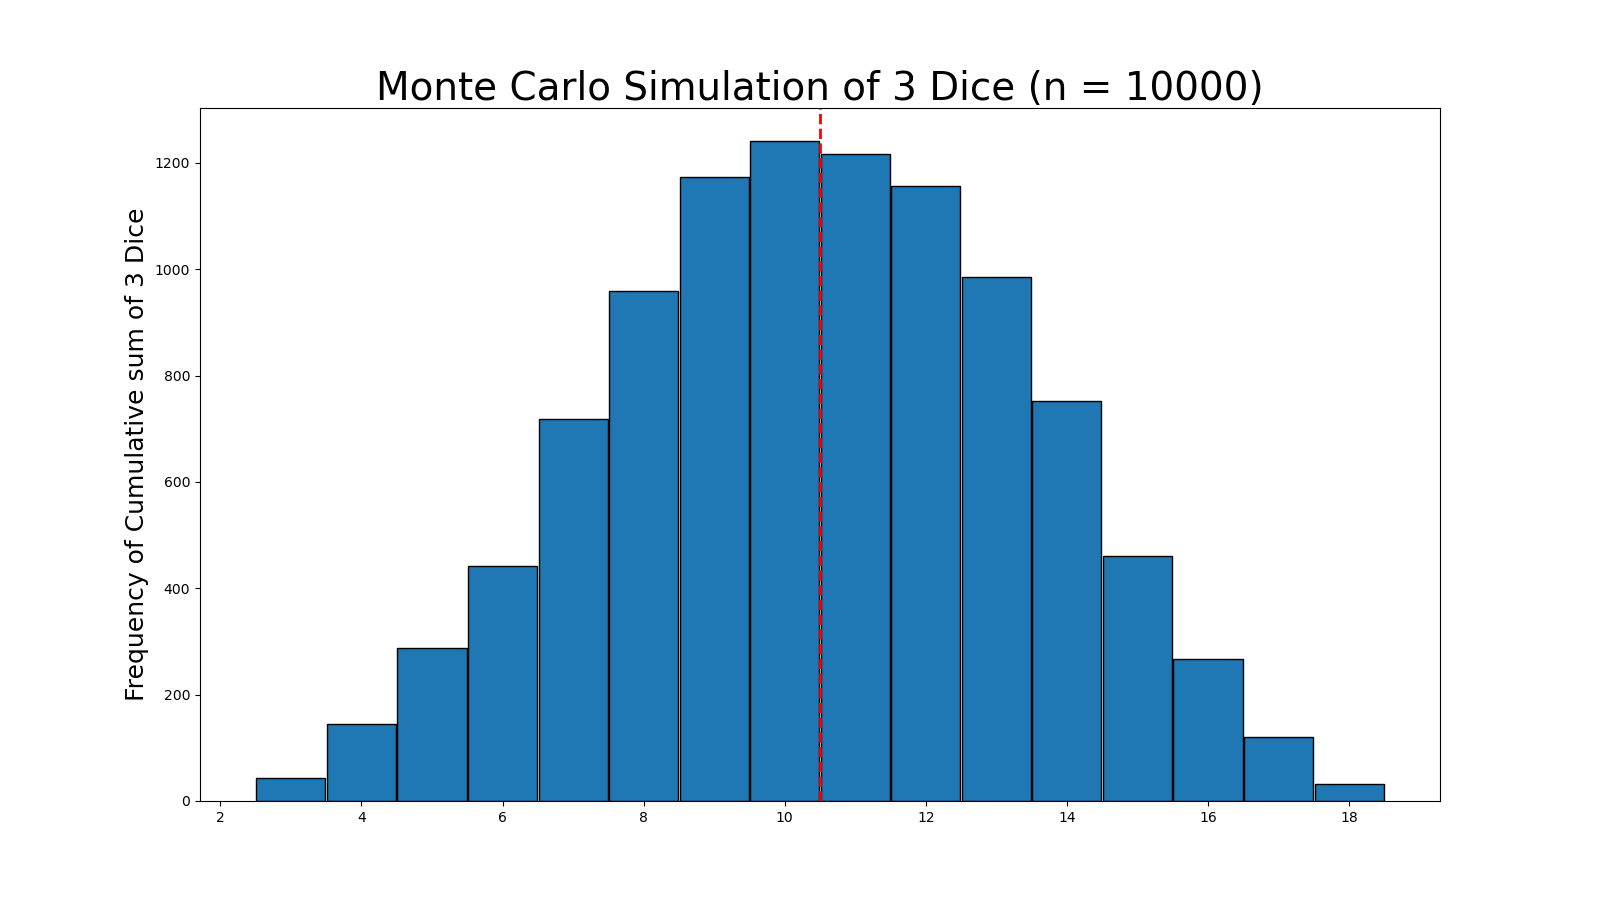 Monte Carlo Simulation of 3 Dice (n = 10000)
Frequency of Cumulative sum of 3 Dice
1200
1000
800
600
400
200
0
2 4 6 8 10 12 14 16 18